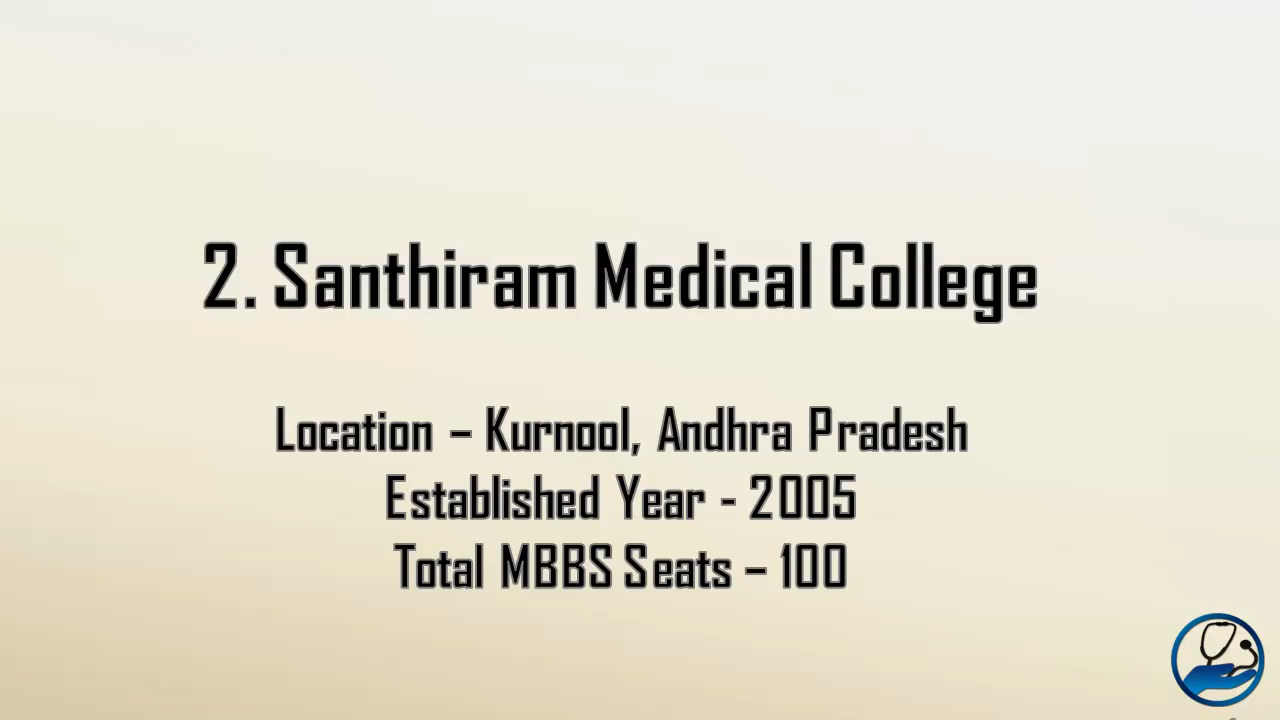 2. Santhiram Medical College
Location – Kurnool, Andhra Pradesh
Established Year - 2005
Total MBBS Seats – 100